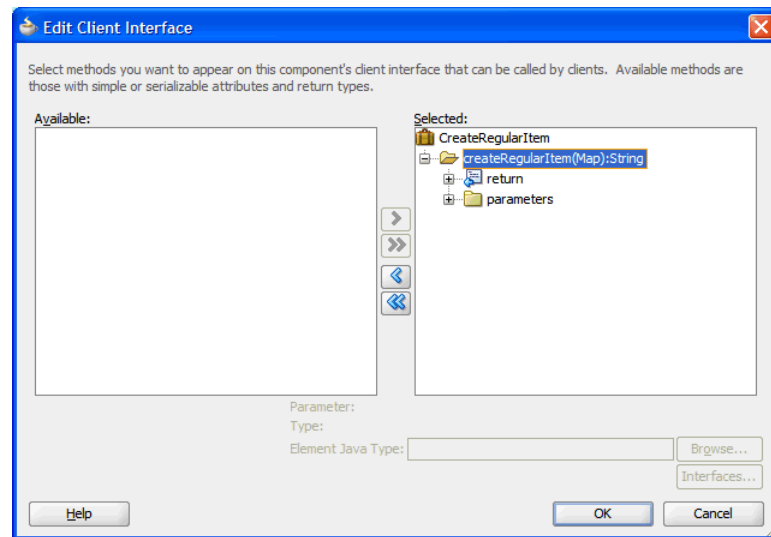 Edit Client Interface
Select methods you want to appear on this component's client interface that can be called by clients. Available methods are
those with simple or serializable attributes and return types.
Available:
Selected:
CreateRegularItem
createRegularItem(Map):String
return
parameters
Parameter:
Type:
Element Java Type:
Browse...
Interfaces...
Help
OK
Cancel